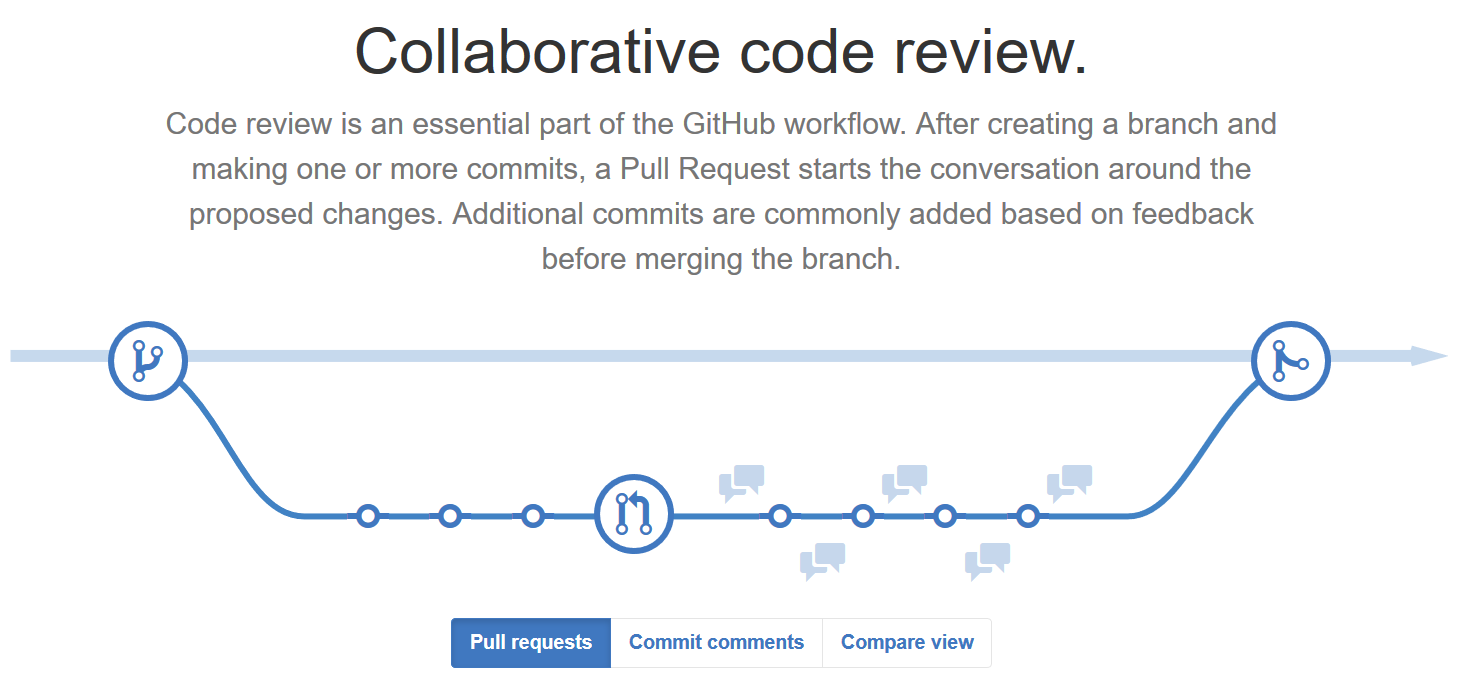 Collaborative code review.
Code review is an essential part of the GitHub workflow. After creating a branch and
making one or more commits, a Pull Request starts the conversation around the
proposed changes. Additional commits are commonly added based on feedback
before merging the branch.
Pull requests
Commit comments
Compare view